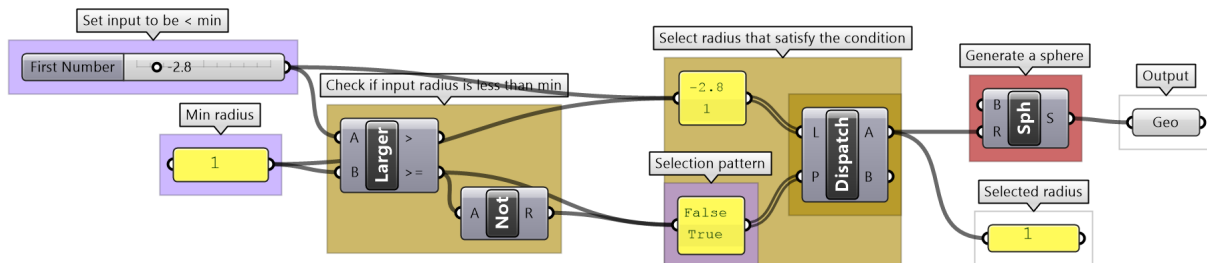 Set input to be < min
First Number
-2.8
Min radius
1
Check if input radius is less than min
A
B
Larger
>
>=
A
Not
R
Select radius that satisfy the condition
-2.8
1
Selection pattern
False
True
L
P
Dispatch
A
B
Generate a sphere
B
R
Sph
S
Output
Geo
Selected radius
1